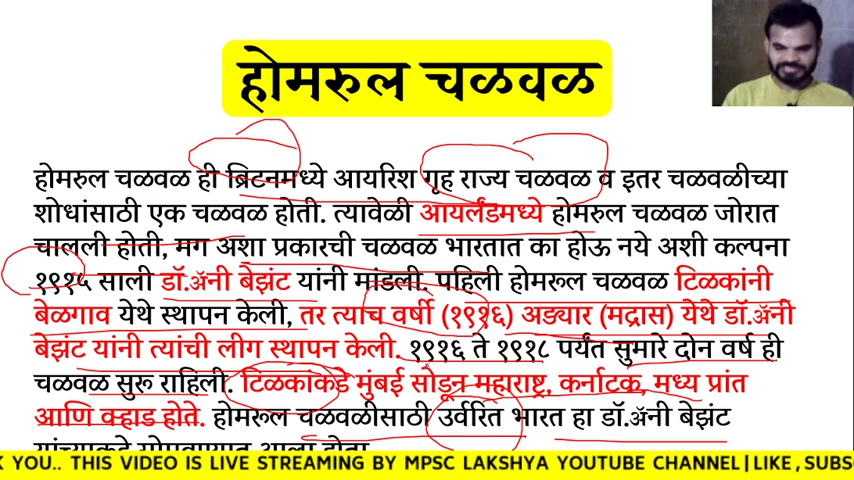 होमरुल चळवळ
होमरुल चळवळ ही ब्रिटनमध्ये आयरिश गृह राज्य चळवळ व इतर चळवळीच्या
शोधांसाठी एक चळवळ होती. त्यावेळी आयर्लंडमध्ये होमरुल चळवळ जोरात
चालली होती, मग अशा प्रकारची चळवळ भारतात का होऊ नये अशी कल्पना
१९१५ साली डॉ.ॲनी बेझंट यांनी मांडली. पहिली होमरूल चळवळ टिळकांनी
बेळगाव येथे स्थापन केली, तर त्याच वर्षी (१९१६) अड्यार (मद्रास) येथे डॉ.ॲनी
बेझंट यांनी त्यांची लीग स्थापन केली. १९१६ ते १९१८ पर्यंत सुमारे दोन वर्ष ही
चळवळ सुरू राहिली. टिळकांकडे मुंबई सोडून महाराष्ट्र, कर्नाटक, मध्य प्रांत
आणि वऱ्हाड होते. होमरूल चळवळीसाठी उर्वरित भारत हा डॉ.ॲनी बेझंट
K YOU.. THIS VIDEO IS LIVE STREAMING BY MPSC LAKSHYA YOUTUBE CHANNEL | LIKE , SUBS